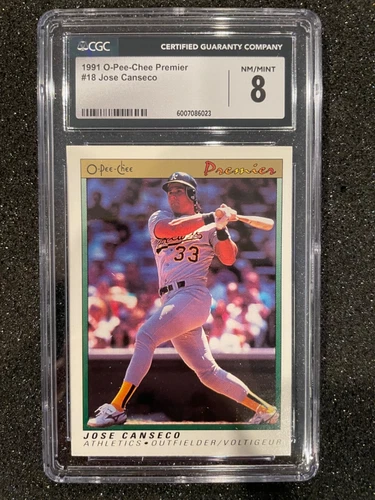 CGC CERTIFIED GUARANTY COMPANY
1991 O-Pee-Chee Premier
#18 Jose Canseco
NM/MINT
8
6007086023
O-Pee-Chee Premier
33
JOSE CANSECO
ATHLETICS • OUTFIELDER/VOLTIGEUR